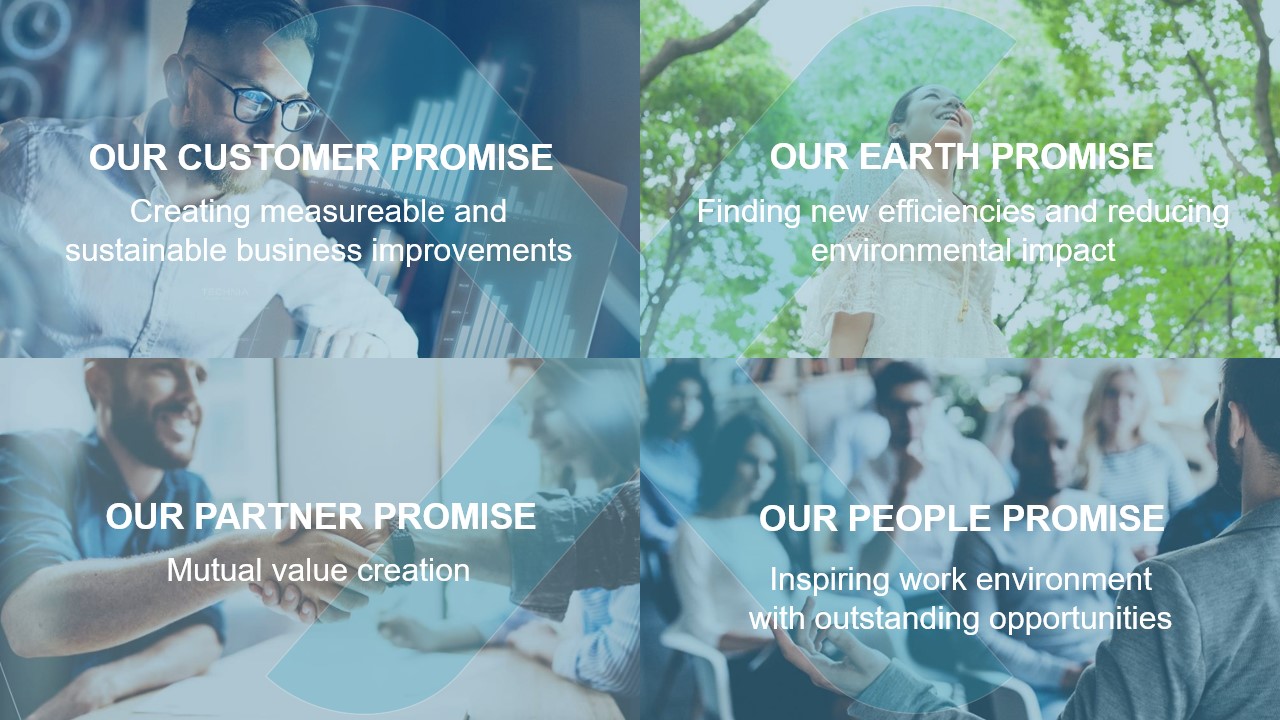 OUR CUSTOMER PROMISE
Creating measureable and
sustainable business improvements
OUR EARTH PROMISE
Finding new efficiencies and reducing
environmental impact
OUR PARTNER PROMISE
Mutual value creation
OUR PEOPLE PROMISE
Inspiring work environment
with outstanding opportunities